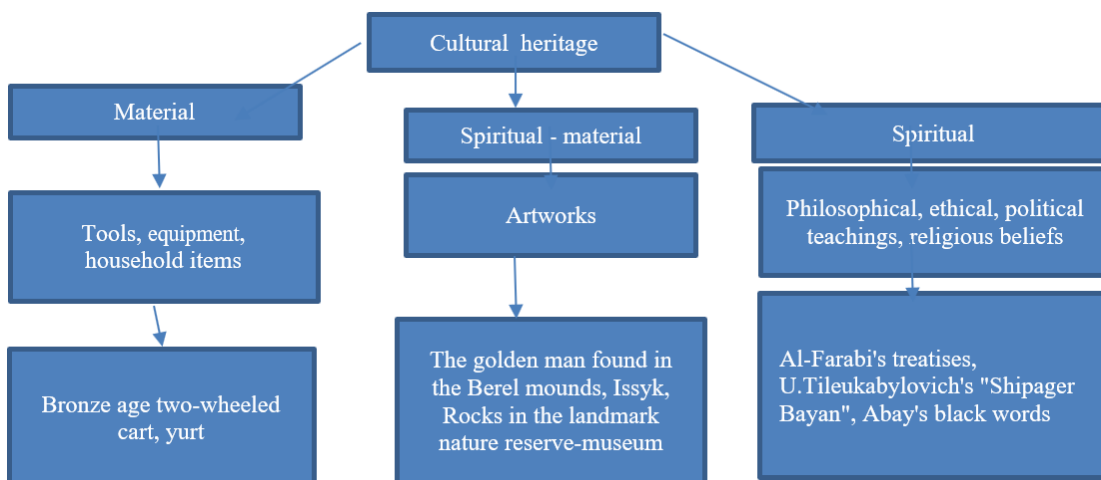 Cultural heritage
Material
Spiritual - material
Spiritual
Tools, equipment,
household items
Artworks
Philosophical, ethical, political
teachings, religious beliefs
Bronze age two-wheeled
cart, yurt
The golden man found in
the Berel mounds, Issyk,
Rocks in the landmark
nature reserve-museum
Al-Farabi's treatises,
U.Tileukabylovich's "Shipager
Bayan", Abay's black words